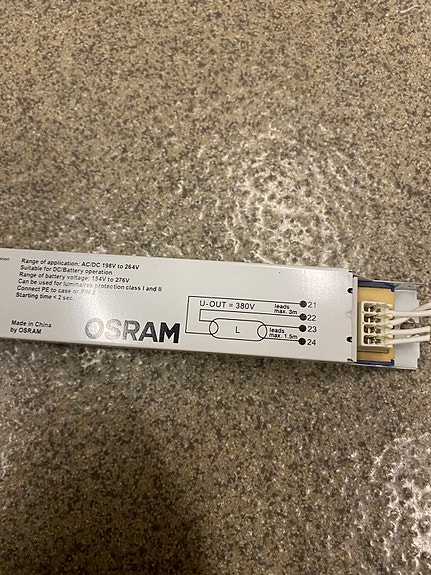 Range of application: AC/DC 198V to 264V
Suitable for DC/Battery operation
Range of battery voltage: 154V to 276V
Can be used for luminaires protection class I and II
Connect PE to case or PIN 2
Starting time < 2 sec.
Made in China
by OSRAM
OSRAM
U-OUT = 380V
leads
max. 3m
21
22
L
leads
max. 1.5m
23
24